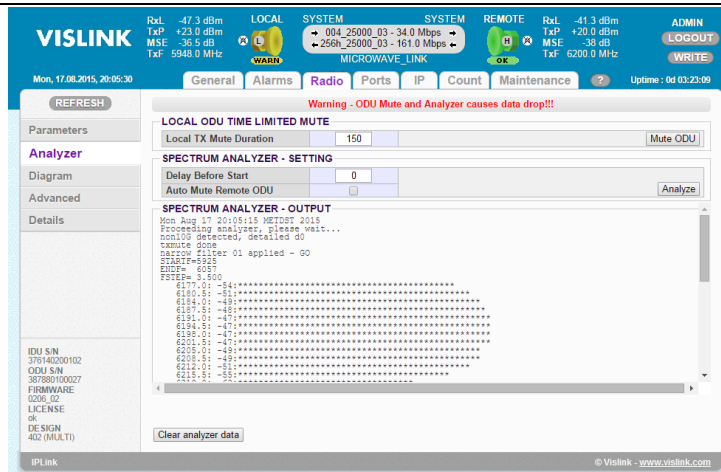 VISLINK
RxL -47.3 dBm
TxP +23.0 dBm
MSE -36.5 dB
TxF 5948.0 MHz
LOCAL
L
WARN
SYSTEM SYSTEM
004_25000_03 - 34.0 Mbps
256h_25000_03 - 161.0 Mbps
MICROWAVE_LINK
REMOTE
H
OK
RxL -41.3 dBm
TxP +20.0 dBm
MSE -38 dB
TxF 6200.0 MHz
ADMIN
LOGOUT
WRITE
Mon, 17.08.2015, 20:05:30
General Alarms Radio Ports IP Count Maintenance ?
Uptime : 0d 03:23:09
REFRESH
Parameters
Analyzer
Diagram
Advanced
Details
IDU S/N
376140200102
ODU S/N
387880100027
FIRMWARE
0206_02
LICENSE
ok
DESIGN
402 (MULTI)
Warning - ODU Mute and Analyzer causes data drop!!!
LOCAL ODU TIME LIMITED MUTE
Local TX Mute Duration 150 Mute ODU
SPECTRUM ANALYZER - SETTING
Delay Before Start 0
Auto Mute Remote ODU Analyze
SPECTRUM ANALYZER - OUTPUT
Mon Aug 17 20:05:15 METDST 2015
Proceeding analyzer, please wait...
non10G detected, detailed d0
txmute done
narrow filter 01 applied - GO
STARTF=5925
ENDF= 6057
FSTEP= 3.500
6177.0: -54:******************************************
6180.5: -51:*********************************************
6184.0: -49:***********************************************
6187.5: -48:************************************************
6191.0: -47:*************************************************
6194.5: -47:*************************************************
6198.0: -47:*************************************************
6201.5: -47:*************************************************
6205.0: -49:***********************************************
6208.5: -49:***********************************************
6212.0: -51:*********************************************
6215.5: -55:*****************************************
Clear analyzer data
IPLink
© Vislink - www.vislink.com